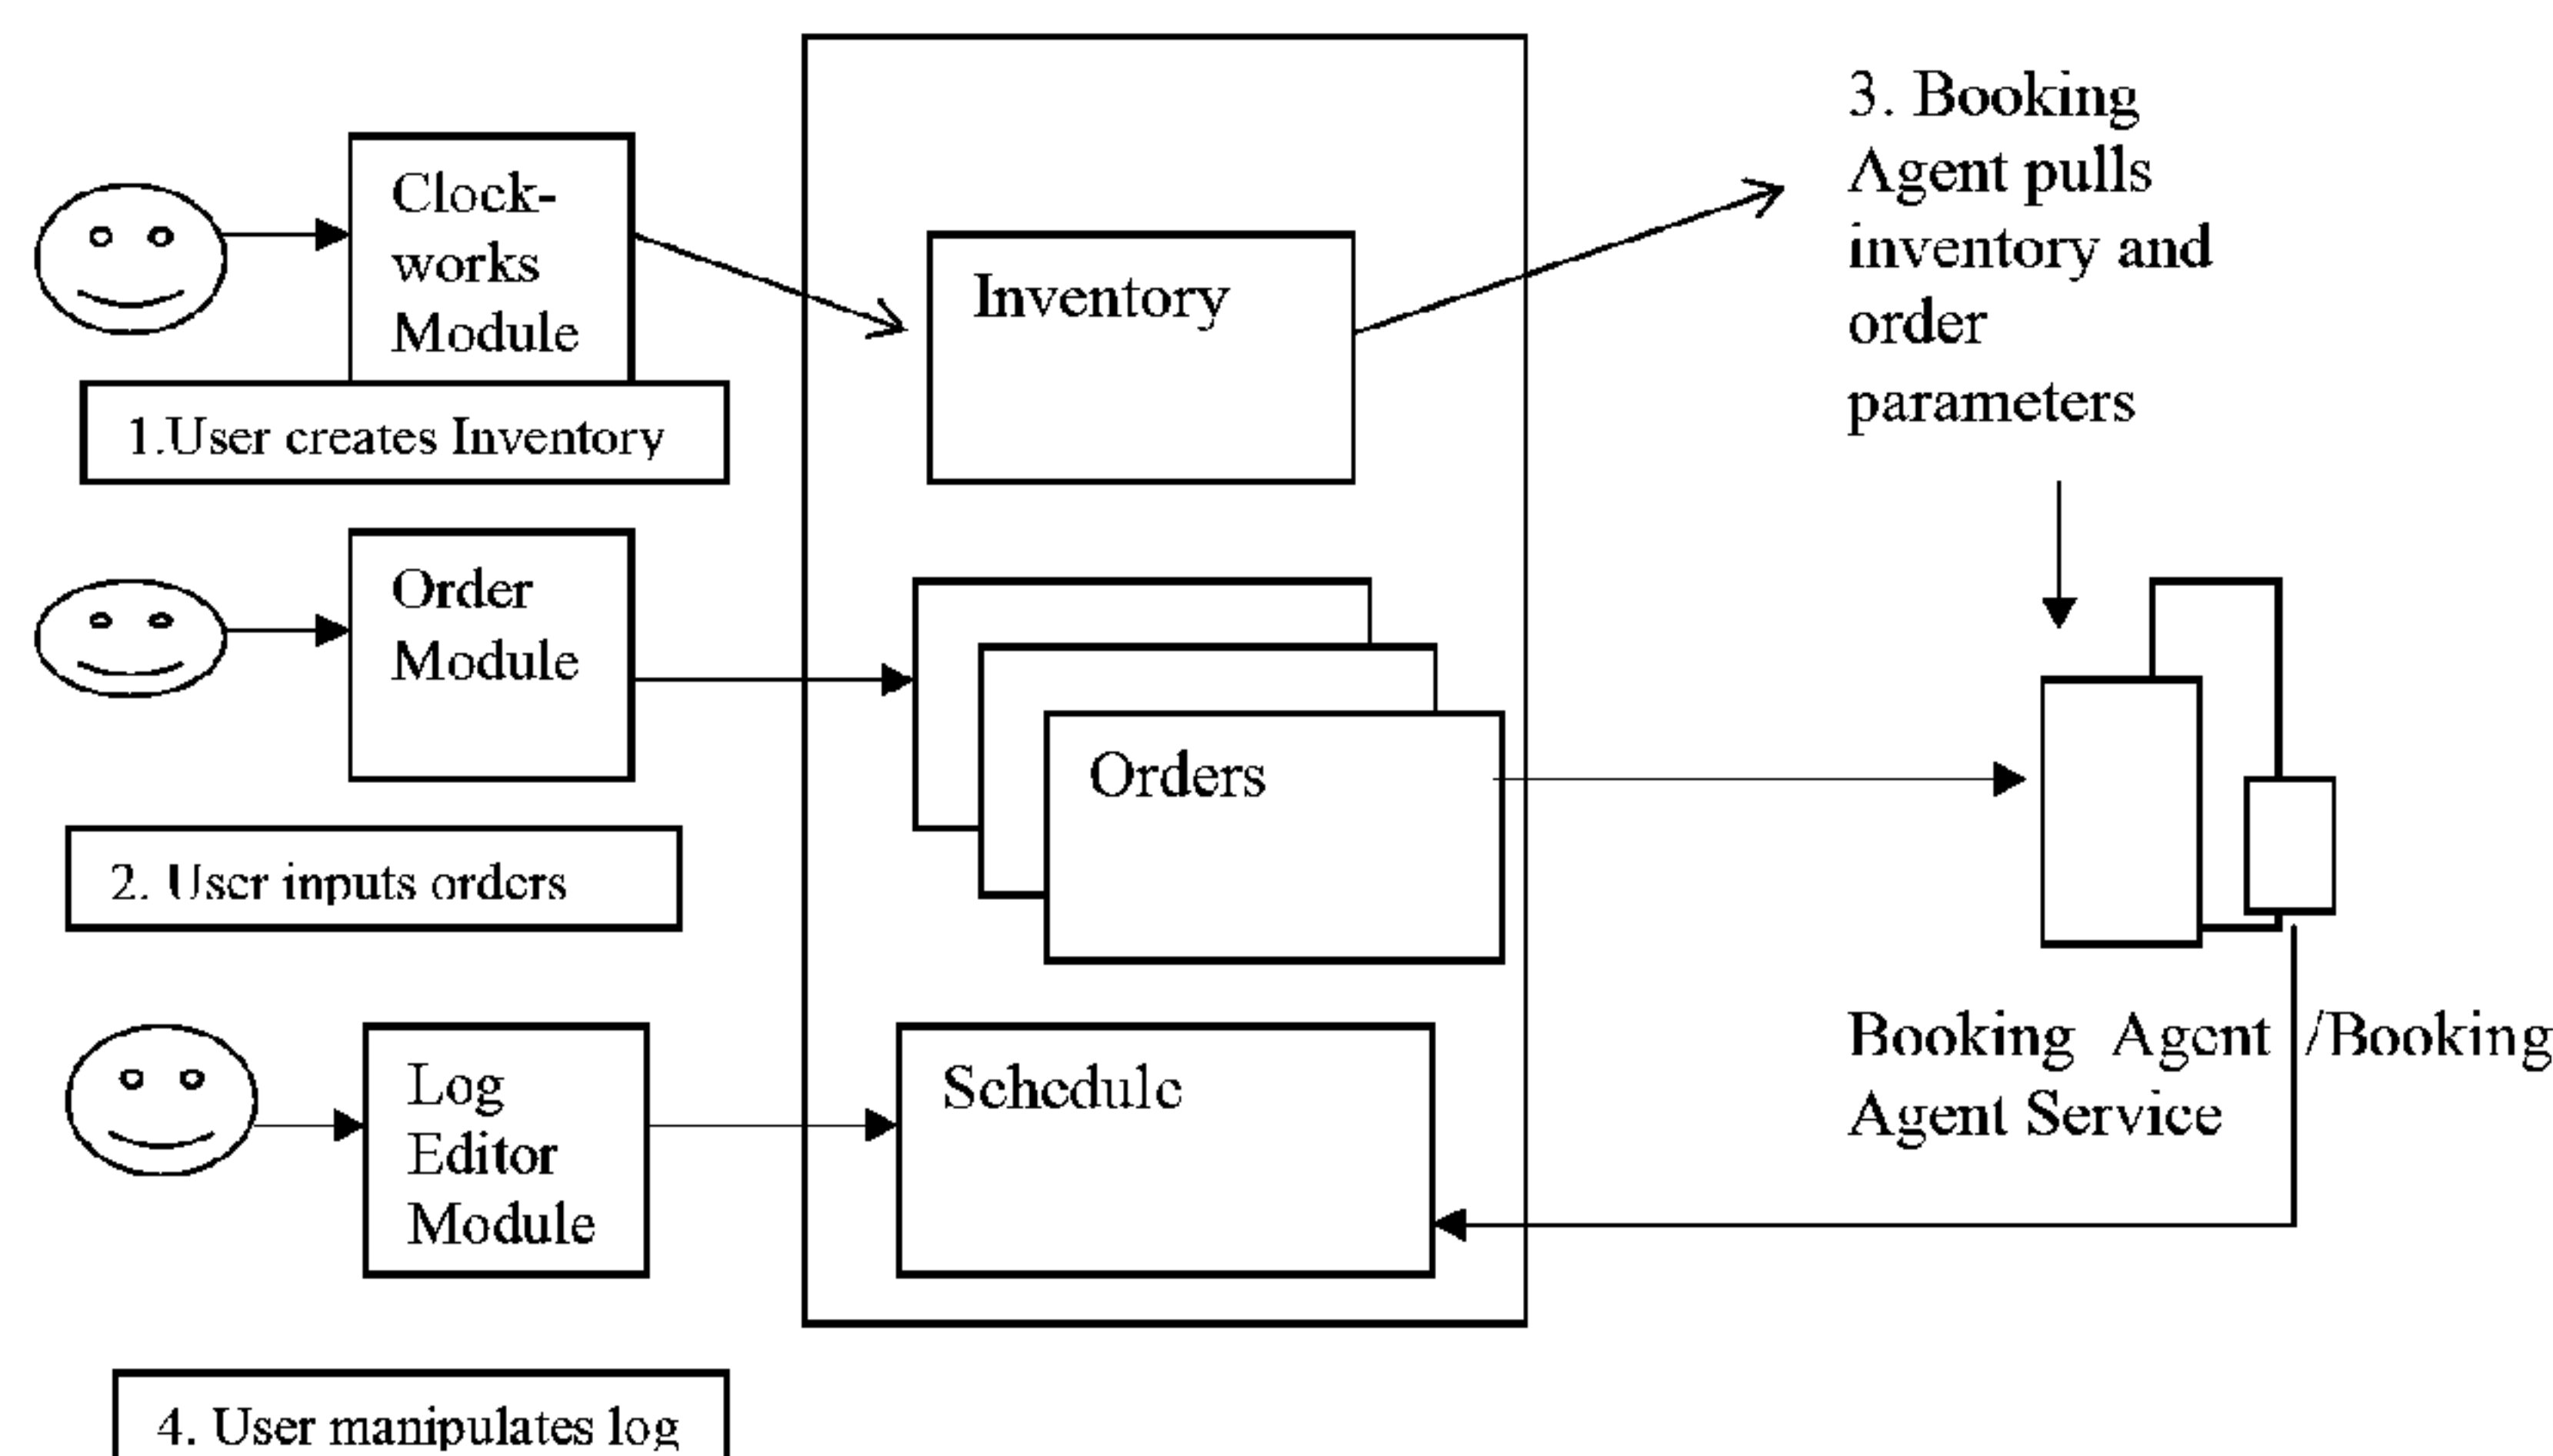 Clock-
works
Module
1.User creates Inventory
Inventory
3. Booking
Agent pulls
inventory and
order
parameters
Order
Module
2. User inputs orders
Orders
Log
Editor
Module
4. User manipulates log
Schedule
Booking Agent /Booking
Agent Service